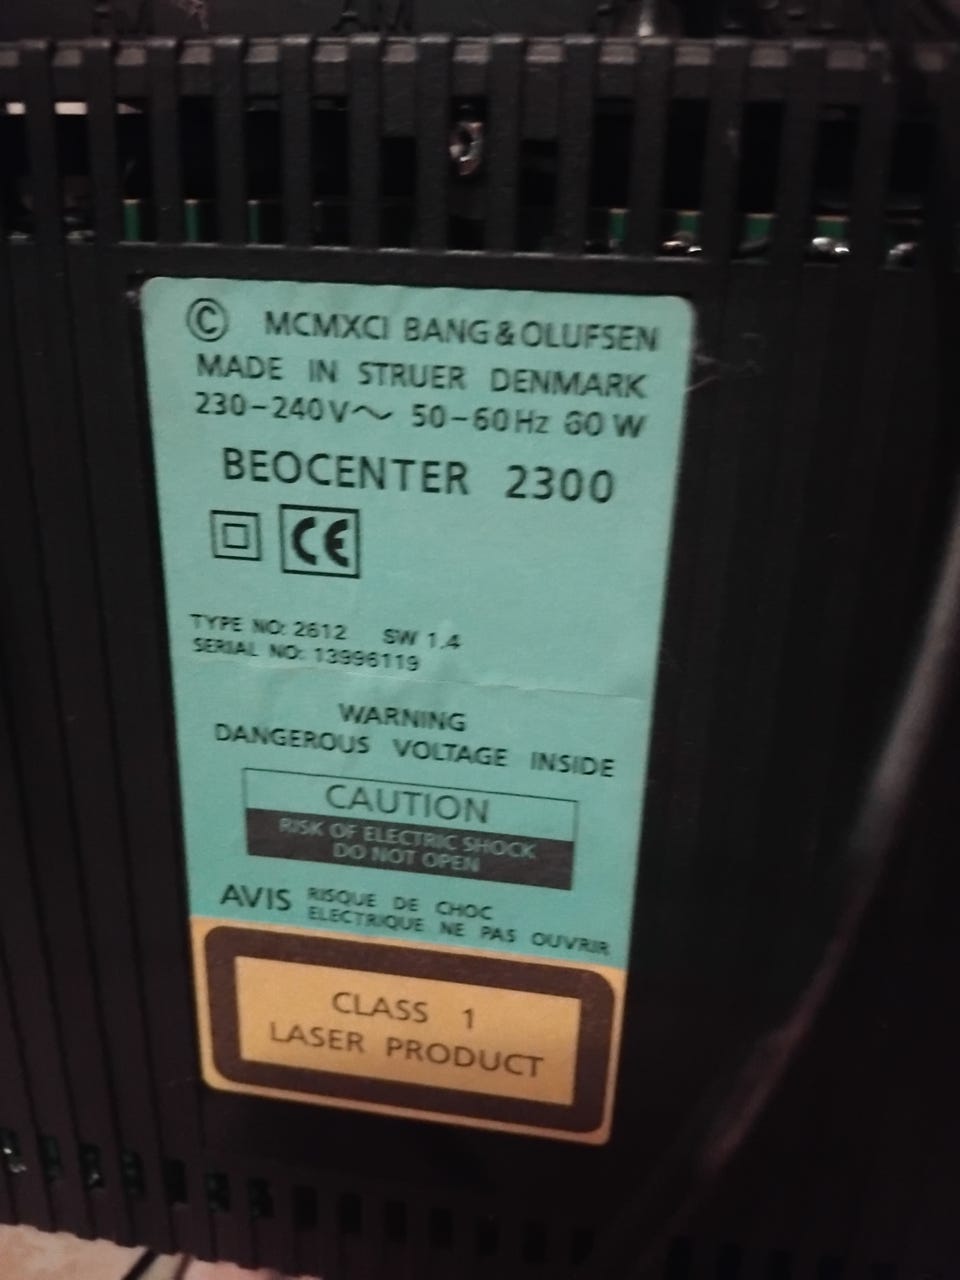 © MCMXCI BANG & OLUFSEN
MADE IN STRUER DENMARK
230-240V~ 50-60Hz 60W
BEOCENTER 2300
CE
TYPE NO: 2612 SW 1.4
SERIAL NO: 13996119
WARNING
DANGEROUS VOLTAGE INSIDE
CAUTION
RISK OF ELECTRIC SHOCK
DO NOT OPEN
AVIS RISQUE DE CHOC
ELECTRIQUE NE PAS OUVRIR
CLASS 1
LASER PRODUCT